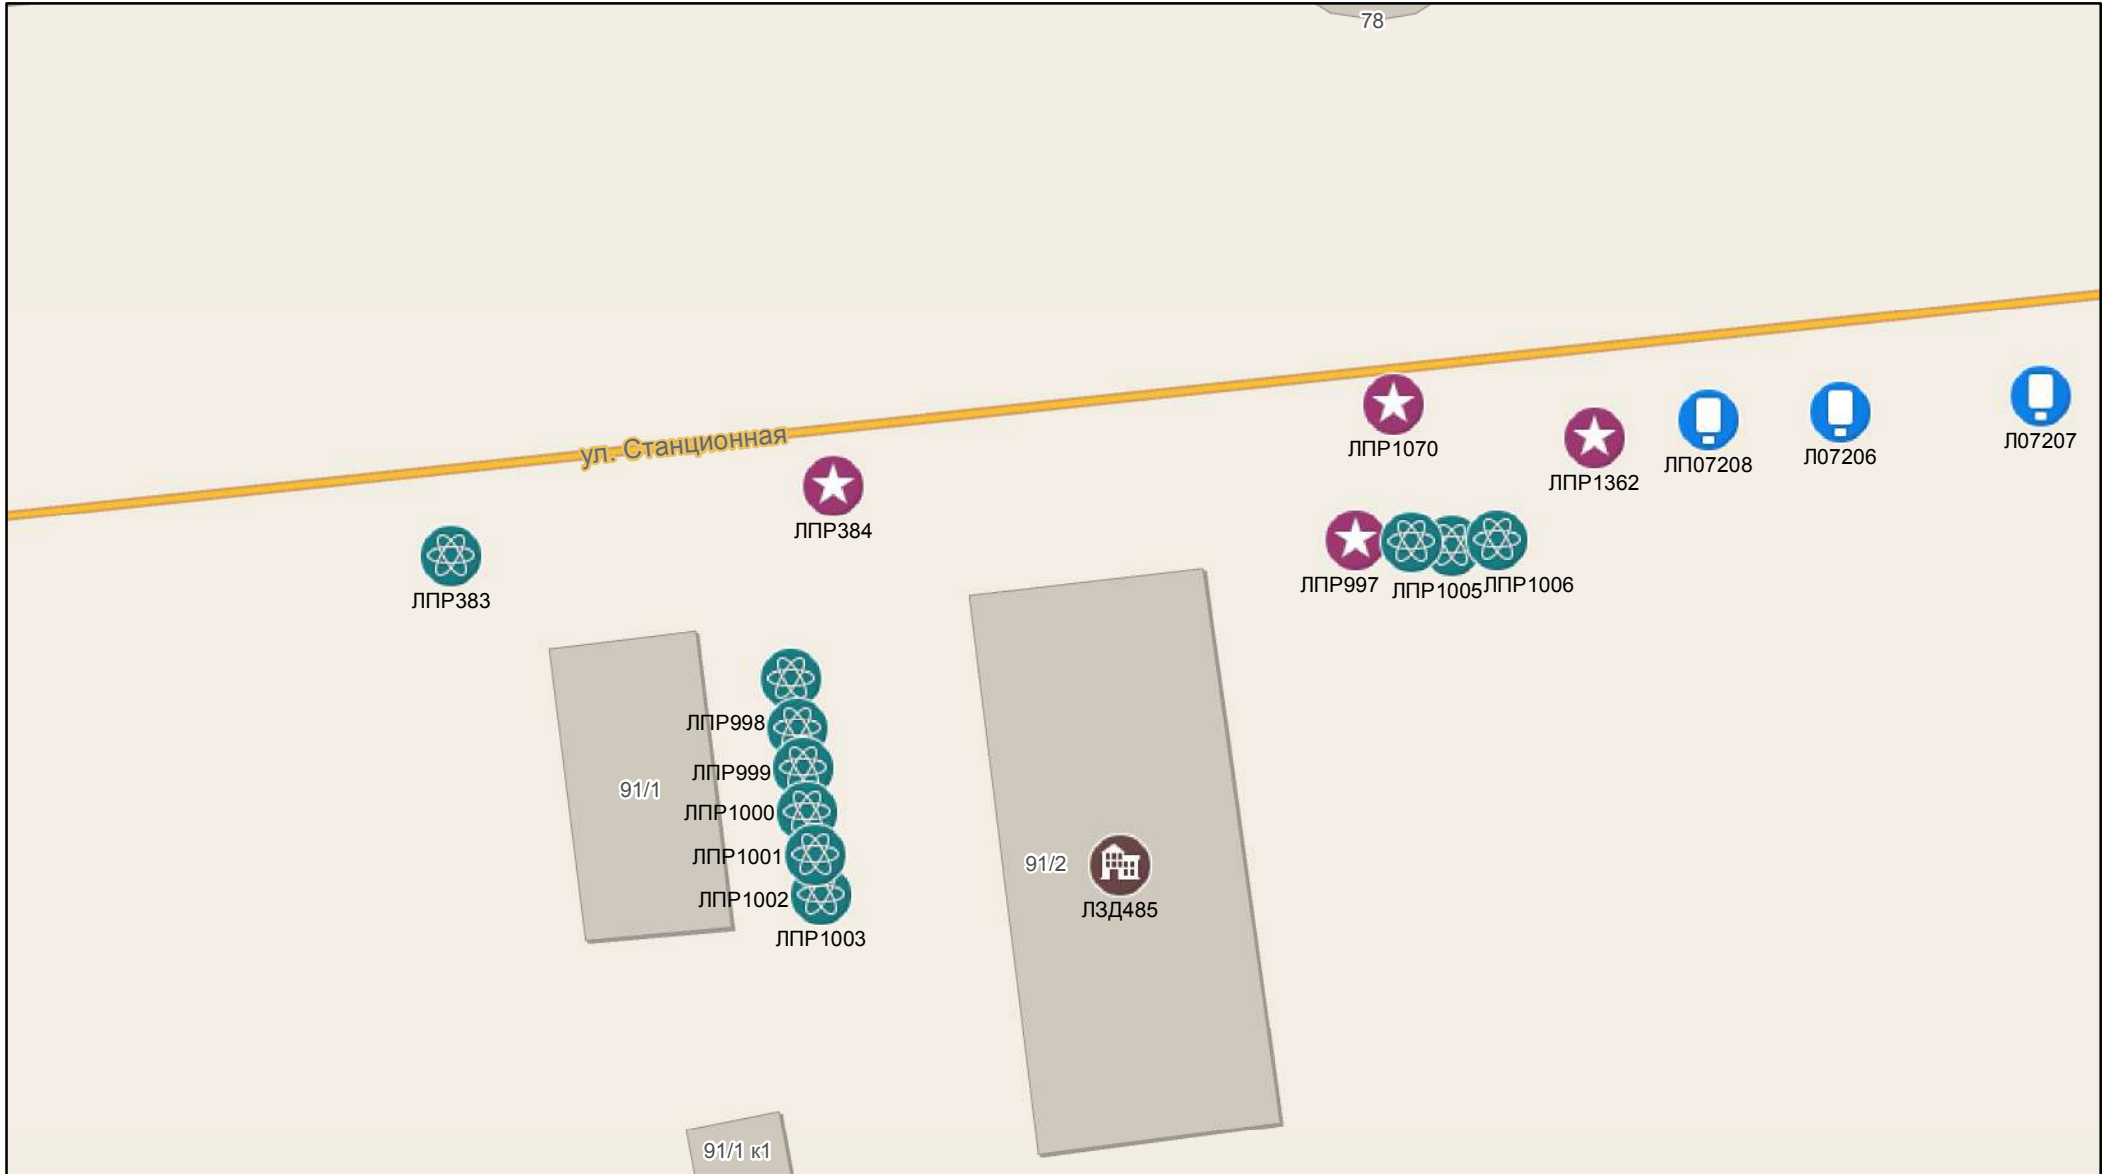 78
ул. Станционная
ЛПР1070
Л07207
Л07206
ЛП07208
ЛПР1362
ЛПР384
ЛПР383
ЛПР997
ЛПР1005
ЛПР1006
ЛПР998
ЛПР999
91/1
ЛПР1000
ЛПР1001
91/2
ЛПР1002
ЛЗД485
ЛПР1003
91/1 к1